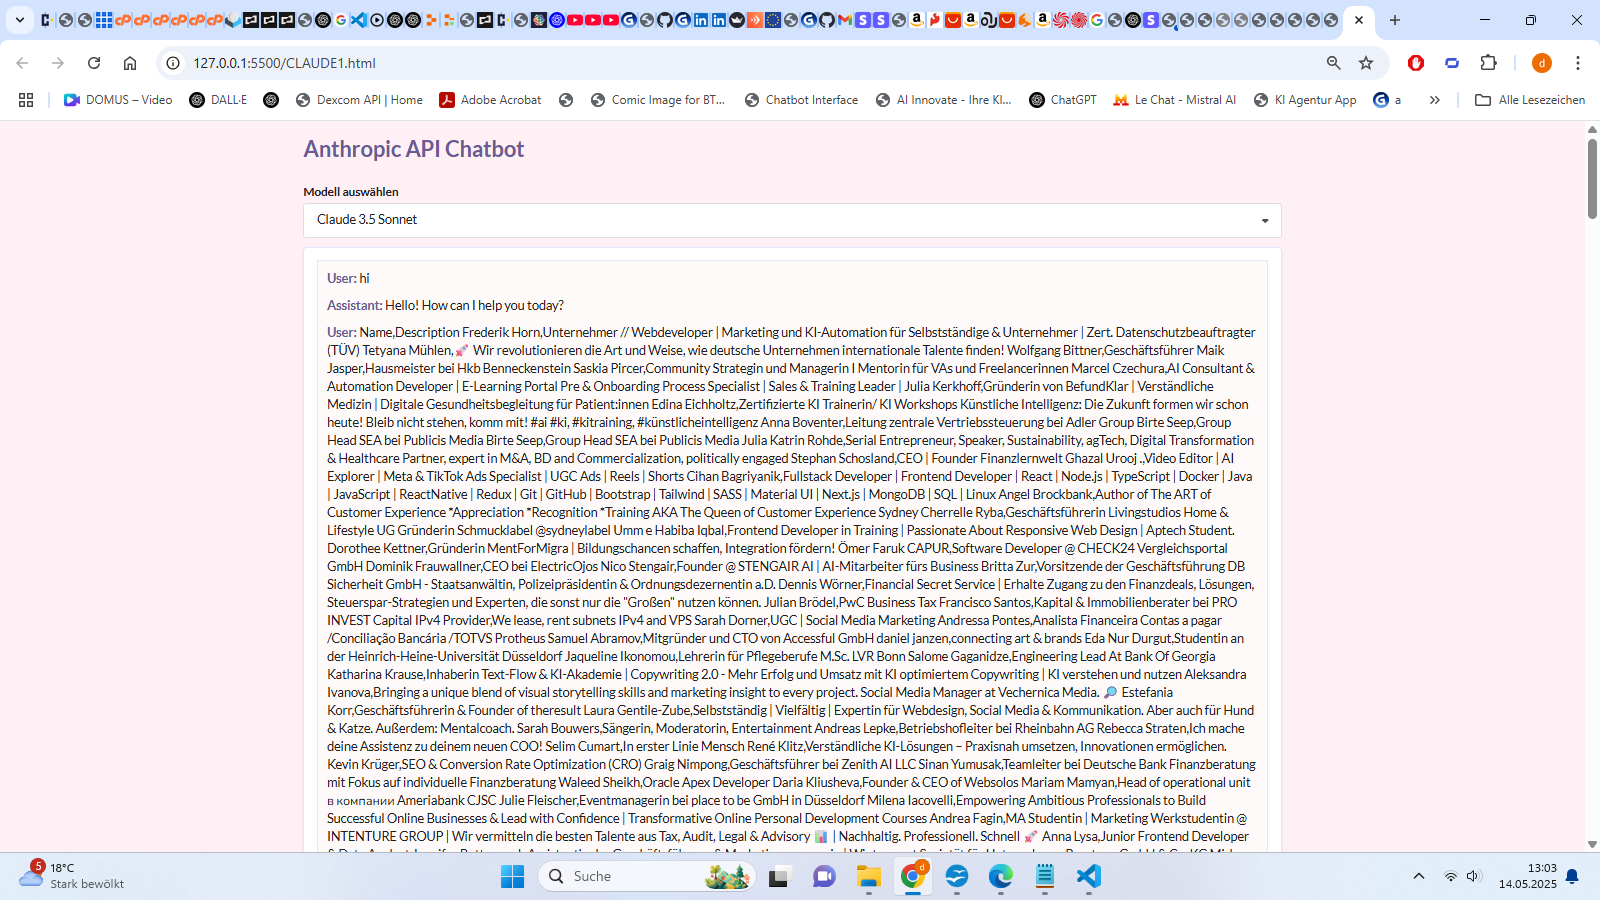 127.0.0.1:5500/CLAUDE1.html
d
DOMUS – Video
DALL·E
Dexcom API | Home
Adobe Acrobat
Comic Image for BT...
Chatbot Interface
AI Innovate - Ihre KI...
ChatGPT
Le Chat - Mistral AI
KI Agentur App
a
Alle Lesezeichen
Anthropic API Chatbot
Modell auswählen
Claude 3.5 Sonnet
User: hi
Assistant: Hello! How can I help you today?
User: Name,Description Frederik Horn,Unternehmer // Webdeveloper | Marketing und KI-Automation für Selbstständige & Unternehmer | Zert. Datenschutzbeauftragter
(TÜV) Tetyana Mühlen,🚀 Wir revolutionieren die Art und Weise, wie deutsche Unternehmen internationale Talente finden! Wolfgang Bittner,Geschäftsführer Maik
Jasper,Hausmeister bei Hkb Benneckenstein Saskia Pircer,Community Strategin und Managerin I Mentorin für VAs und Freelancerinnen Marcel Czechura,AI Consultant &
Automation Developer | E-Learning Portal Pre & Onboarding Process Specialist | Sales & Training Leader | Julia Kerkhoff,Gründerin von BefundKlar | Verständliche
Medizin | Digitale Gesundheitsbegleitung für Patient:innen Edina Eichholtz,Zertifizierte KI Trainerin/ KI Workshops Künstliche Intelligenz: Die Zukunft formen wir schon
heute! Bleib nicht stehen, komm mit! #ai #ki, #kitraining, #künstlicheintelligenz Anna Boventer,Leitung zentrale Vertriebssteuerung bei Adler Group Birte Seep,Group
Head SEA bei Publicis Media Birte Seep,Group Head SEA bei Publicis Media Julia Katrin Rohde,Serial Entrepreneur, Speaker, Sustainability, agTech, Digital Transformation
& Healthcare Partner, expert in M&A, BD and Commercialization, politically engaged Stephan Schosland,CEO | Founder Finanzlernwelt Ghazal Urooj .,Video Editor | AI
Explorer | Meta & TikTok Ads Specialist | UGC Ads | Reels | Shorts Cihan Bagriyanik,Fullstack Developer | Frontend Developer | React | Node.js | TypeScript | Docker | Java
| JavaScript | ReactNative | Redux | Git | GitHub | Bootstrap | Tailwind | SASS | Material UI | Next.js | MongoDB | SQL | Linux Angel Brockbank,Author of The ART of
Customer Experience *Appreciation *Recognition *Training AKA The Queen of Customer Experience Sydney Cherrelle Ryba,Geschäftsführerin Livingstudios Home &
Lifestyle UG Gründerin Schmucklabel @sydneylabel Umm e Habiba Iqbal,Frontend Developer in Training | Passionate About Responsive Web Design | Aptech Student.
Dorothee Kettner,Gründerin MentForMigra | Bildungschancen schaffen, Integration fördern! Ömer Faruk CAPUR,Software Developer @ CHECK24 Vergleichsportal
GmbH Dominik Frauwallner,CEO bei ElectricOjos Nico Stengair,Founder @ STENGAIR AI | AI-Mitarbeiter fürs Business Britta Zur,Vorsitzende der Geschäftsführung DB
Sicherheit GmbH - Staatsanwältin, Polizeipräsidentin & Ordnungsdezernentin a.D. Dennis Wörner,Financial Secret Service | Erhalte Zugang zu den Finanzdeals, Lösungen,
Steuerspar-Strategien und Experten, die sonst nur die "Großen" nutzen können. Julian Brödel,PwC Business Tax Francisco Santos,Kapital & Immobilienberater bei PRO
INVEST Capital IPv4 Provider,We lease, rent subnets IPv4 and VPS Sarah Dorner,UGC | Social Media Marketing Andressa Pontes,Analista Financeira Contas a pagar
/Conciliação Bancária /TOTVS Protheus Samuel Abramov,Mitgründer und CTO von Accessful GmbH daniel janzen,connecting art & brands Eda Nur Durgut,Studentin an
der Heinrich-Heine-Universität Düsseldorf Jaqueline Ikonomou,Lehrerin für Pflegeberufe M.Sc. LVR Bonn Salome Gaganidze,Engineering Lead At Bank Of Georgia
Katharina Krause,Inhaberin Text-Flow & KI-Akademie | Copywriting 2.0 - Mehr Erfolg und Umsatz mit KI optimiertem Copywriting | KI verstehen und nutzen Aleksandra
Ivanova,Bringing a unique blend of visual storytelling skills and marketing insight to every project. Social Media Manager at Vechernica Media. 🔎 Estefania
Korr,Geschäftsführerin & Founder of theresult Laura Gentile-Zube,Selbstständig | Vielfältig | Expertin für Webdesign, Social Media & Kommunikation. Aber auch für Hund
& Katze. Außerdem: Mentalcoach. Sarah Bouwers,Sängerin, Moderatorin, Entertainment Andreas Lepke,Betriebshofleiter bei Rheinbahn AG Rebecca Straten,Ich mache
deine Assistenz zu deinem neuen COO! Selim Cumart,In erster Linie Mensch René Klitz,Verständliche KI-Lösungen – Praxisnah umsetzen, Innovationen ermöglichen.
Kevin Krüger,SEO & Conversion Rate Optimization (CRO) Graig Nimpong,Geschäftsführer bei Zenith AI LLC Sinan Yumusak,Teamleiter bei Deutsche Bank Finanzberatung
mit Fokus auf individuelle Finanzberatung Waleed Sheikh,Oracle Apex Developer Daria Kliusheva,Founder & CEO of Websolos Mariam Mamyan,Head of operational unit
в компании Ameriabank CJSC Julie Fleischer,Eventmanagerin bei place to be GmbH in Düsseldorf Milena Iacovelli,Empowering Ambitious Professionals to Build
Successful Online Businesses & Lead with Confidence | Transformative Online Personal Development Courses Andrea Fagin,MA Studentin | Marketing Werkstudentin @
INTENTURE GROUP | Wir vermitteln die besten Talente aus Tax, Audit, Legal & Advisory 📊 | Nachhaltig. Professionell. Schnell 🚀 Anna Lysa,Junior Frontend Developer
5
18°C
Stark bewölkt
Suche
d
13:03
14.05.2025